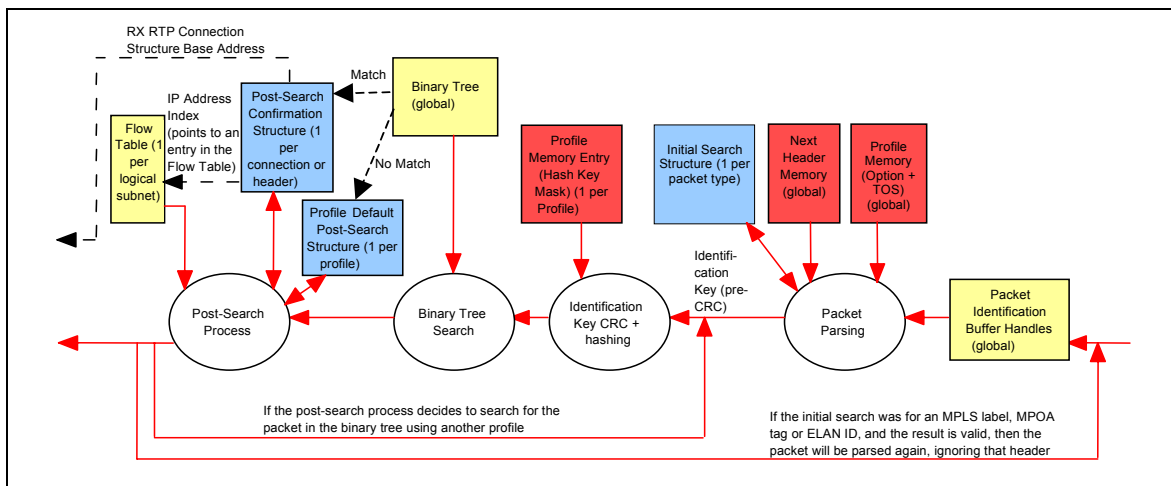 RX RTP Connection
Structure Base Address
IP Address
Index
(points to an
entry in the
Flow Table)
Flow
Table (1
per
logical
subnet)
Post-Search
Confirmation
Structure (1
per
connection or
header)
Match
No Match
Binary Tree
(global)
Profile Default
Post-Search
Structure (1 per
profile)
Profile
Memory Entry
(Hash Key
Mask) (1 per
Profile)
Initial Search
Structure (1 per
packet type)
Next
Header
Memory
(global)
Profile
Memory
(Option +
TOS)
(global)
Identifi-
cation
Key (pre-
CRC)
Post-Search
Process
Binary Tree
Search
Identification
Key CRC +
hashing
Packet
Parsing
Packet
Identification
Buffer Handles
(global)
If the post-search process decides to search for the
packet in the binary tree using another profile
If the initial search was for an MPLS label, MPOA
tag or ELAN ID, and the result is valid, then the
packet will be parsed again, ignoring that header